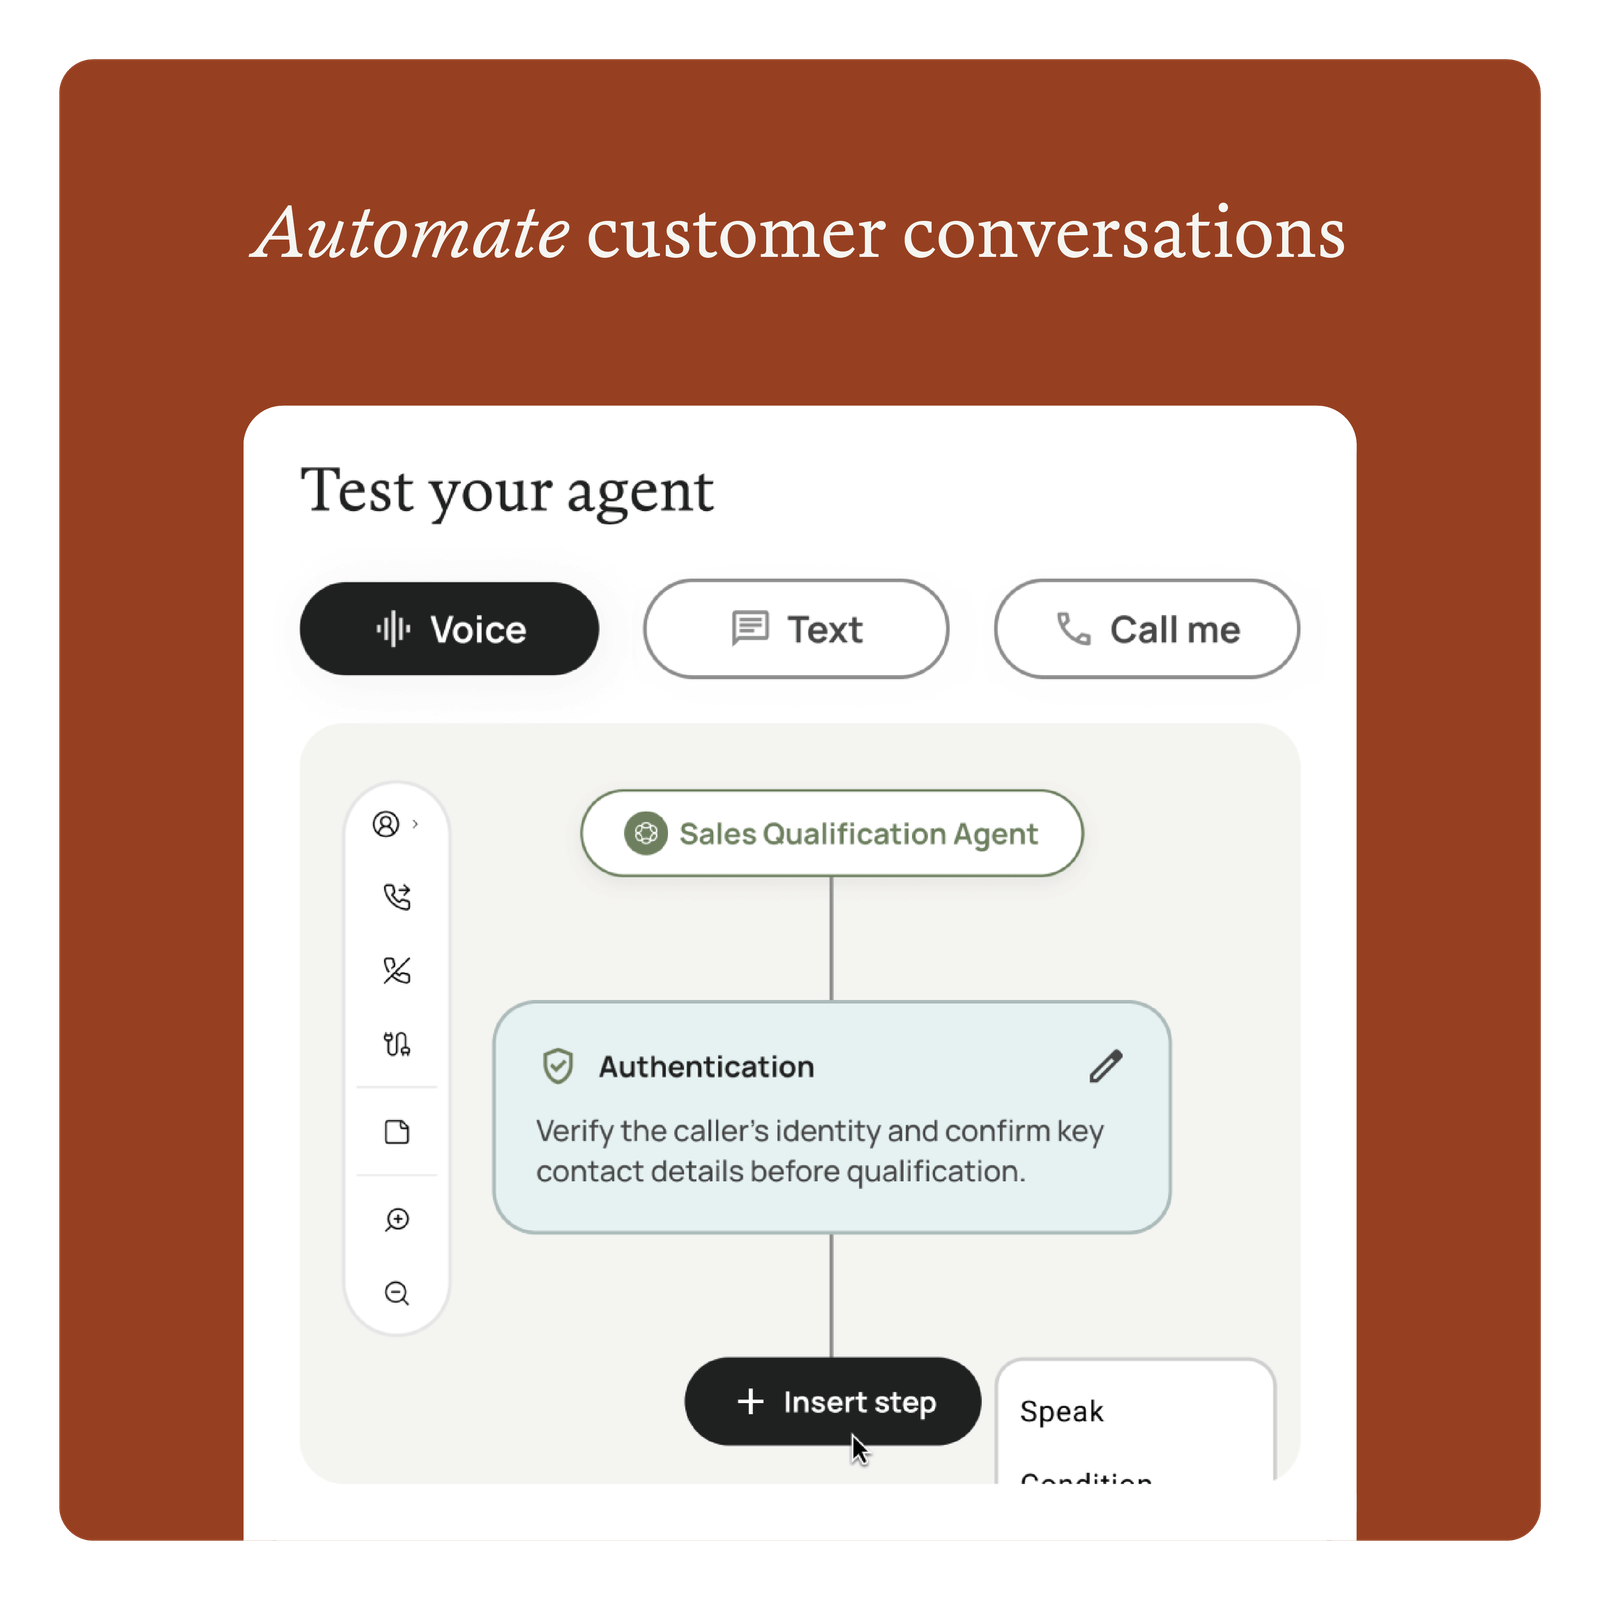 Automate customer conversations
Test your agent
Voice
Text
Call me
Sales Qualification Agent
Authentication
Verify the caller’s identity and confirm key
contact details before qualification.
Insert step
Speak
Condition